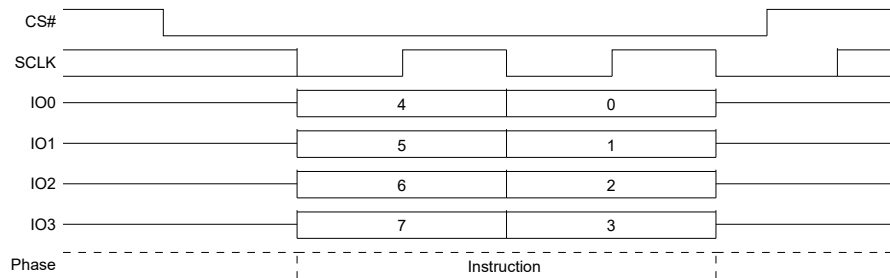 CS#
SCLK
IO0 4 0
IO1 5 1
IO2 6 2
IO3 7 3
Phase Instruction